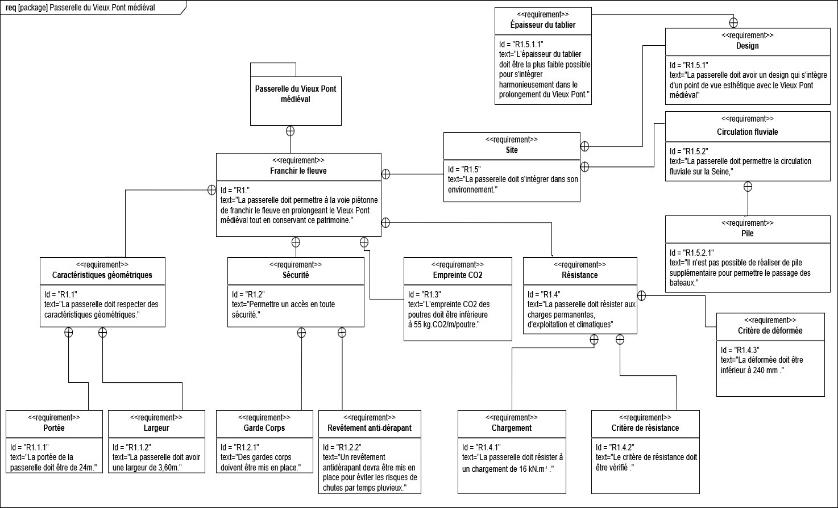 req [package] Passerelle du Vieux Pont médiéval
<<requirement>>
Épaisseur du tablier
Id = "R1.5.1.1"
text="L'épaisseur du tablier
doit être la plus faible possible
pour s'intégrer
harmonieusement dans le
prolongement du Vieux Pont."
<<requirement>>
Design
Id = "R1.5.1"
text="La passerelle doit avoir un design qui s'intègre
d'un point de vue esthétique avec le Vieux Pont
médiéval"
Passerelle du Vieux Pont
médiéval
<<requirement>>
Circulation fluviale
Id = "R1.5.2"
text="La passerelle doit permettre la circulation
fluviale sur la Seine,"
<<requirement>>
Site
Id = "R1.5"
text="La passerelle doit s'intégrer dans son
environnement."
<<requirement>>
Franchir le fleuve
Id = "R1."
text="La passerelle doit permettre à la voie piétonne
de franchir le fleuve en prolongeant le Vieux Pont
médiéval tout en conservant ce patrimoine."
<<requirement>>
Pile
Id = "R1.5.2.1"
text="Il n'est pas possible de réaliser de pile
supplémentaire pour permettre le passage des
bateaux."
<<requirement>>
Caractéristiques géométriques
Id = "R1.1"
text="La passerelle doit respecter des
caractéristiques géométriques."
<<requirement>>
Sécurité
Id = "R1.2"
text="Permettre un accès en toute
sécurité."
<<requirement>>
Empreinte CO2
Id = "R1.3"
text="L'empreinte CO2 des
poutres doit être inférieure
à 55 kg.CO2/m/poutre."
<<requirement>>
Résistance
Id = "R1.4"
text="La passerelle doit résister aux
charges permanentes,
d'exploitation et climatiques"
<<requirement>>
Critère de déformée
Id = "R1.4.3"
text="La déformée doit être
inférieur à 240 mm ."
<<requirement>>
Portée
Id = "R1.1.1"
text="La portée de la
passerelle doit être de 24m."
<<requirement>>
Largeur
Id = "R1.1.2"
text="La passerelle doit avoir
une largeur de 3,60m."
<<requirement>>
Garde Corps
Id = "R1.2.1"
text="Des gardes corps
doivent être mis en place."
<<requirement>>
Revêtement anti-dérapant
Id = "R1.2.2"
text="Un revêtement
antidérapant devra être mis en
place pour éviter les risques de
chutes par temps pluvieux."
<<requirement>>
Chargement
Id = "R1.4.1"
text="La passerelle doit résister à
un chargement de 16 kN.m⁻¹ ."
<<requirement>>
Critère de résistance
Id = "R1.4.2"
text="Le critère de résistance doit
être vérifié ."